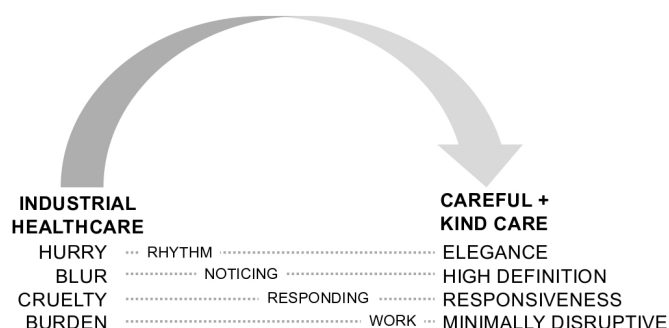 INDUSTRIAL
HEALTHCARE
CAREFUL +
KIND CARE
HURRY RHYTHM ELEGANCE
BLUR NOTICING HIGH DEFINITION
CRUELTY RESPONDING RESPONSIVENESS
BURDEN WORK MINIMALLY DISRUPTIVE